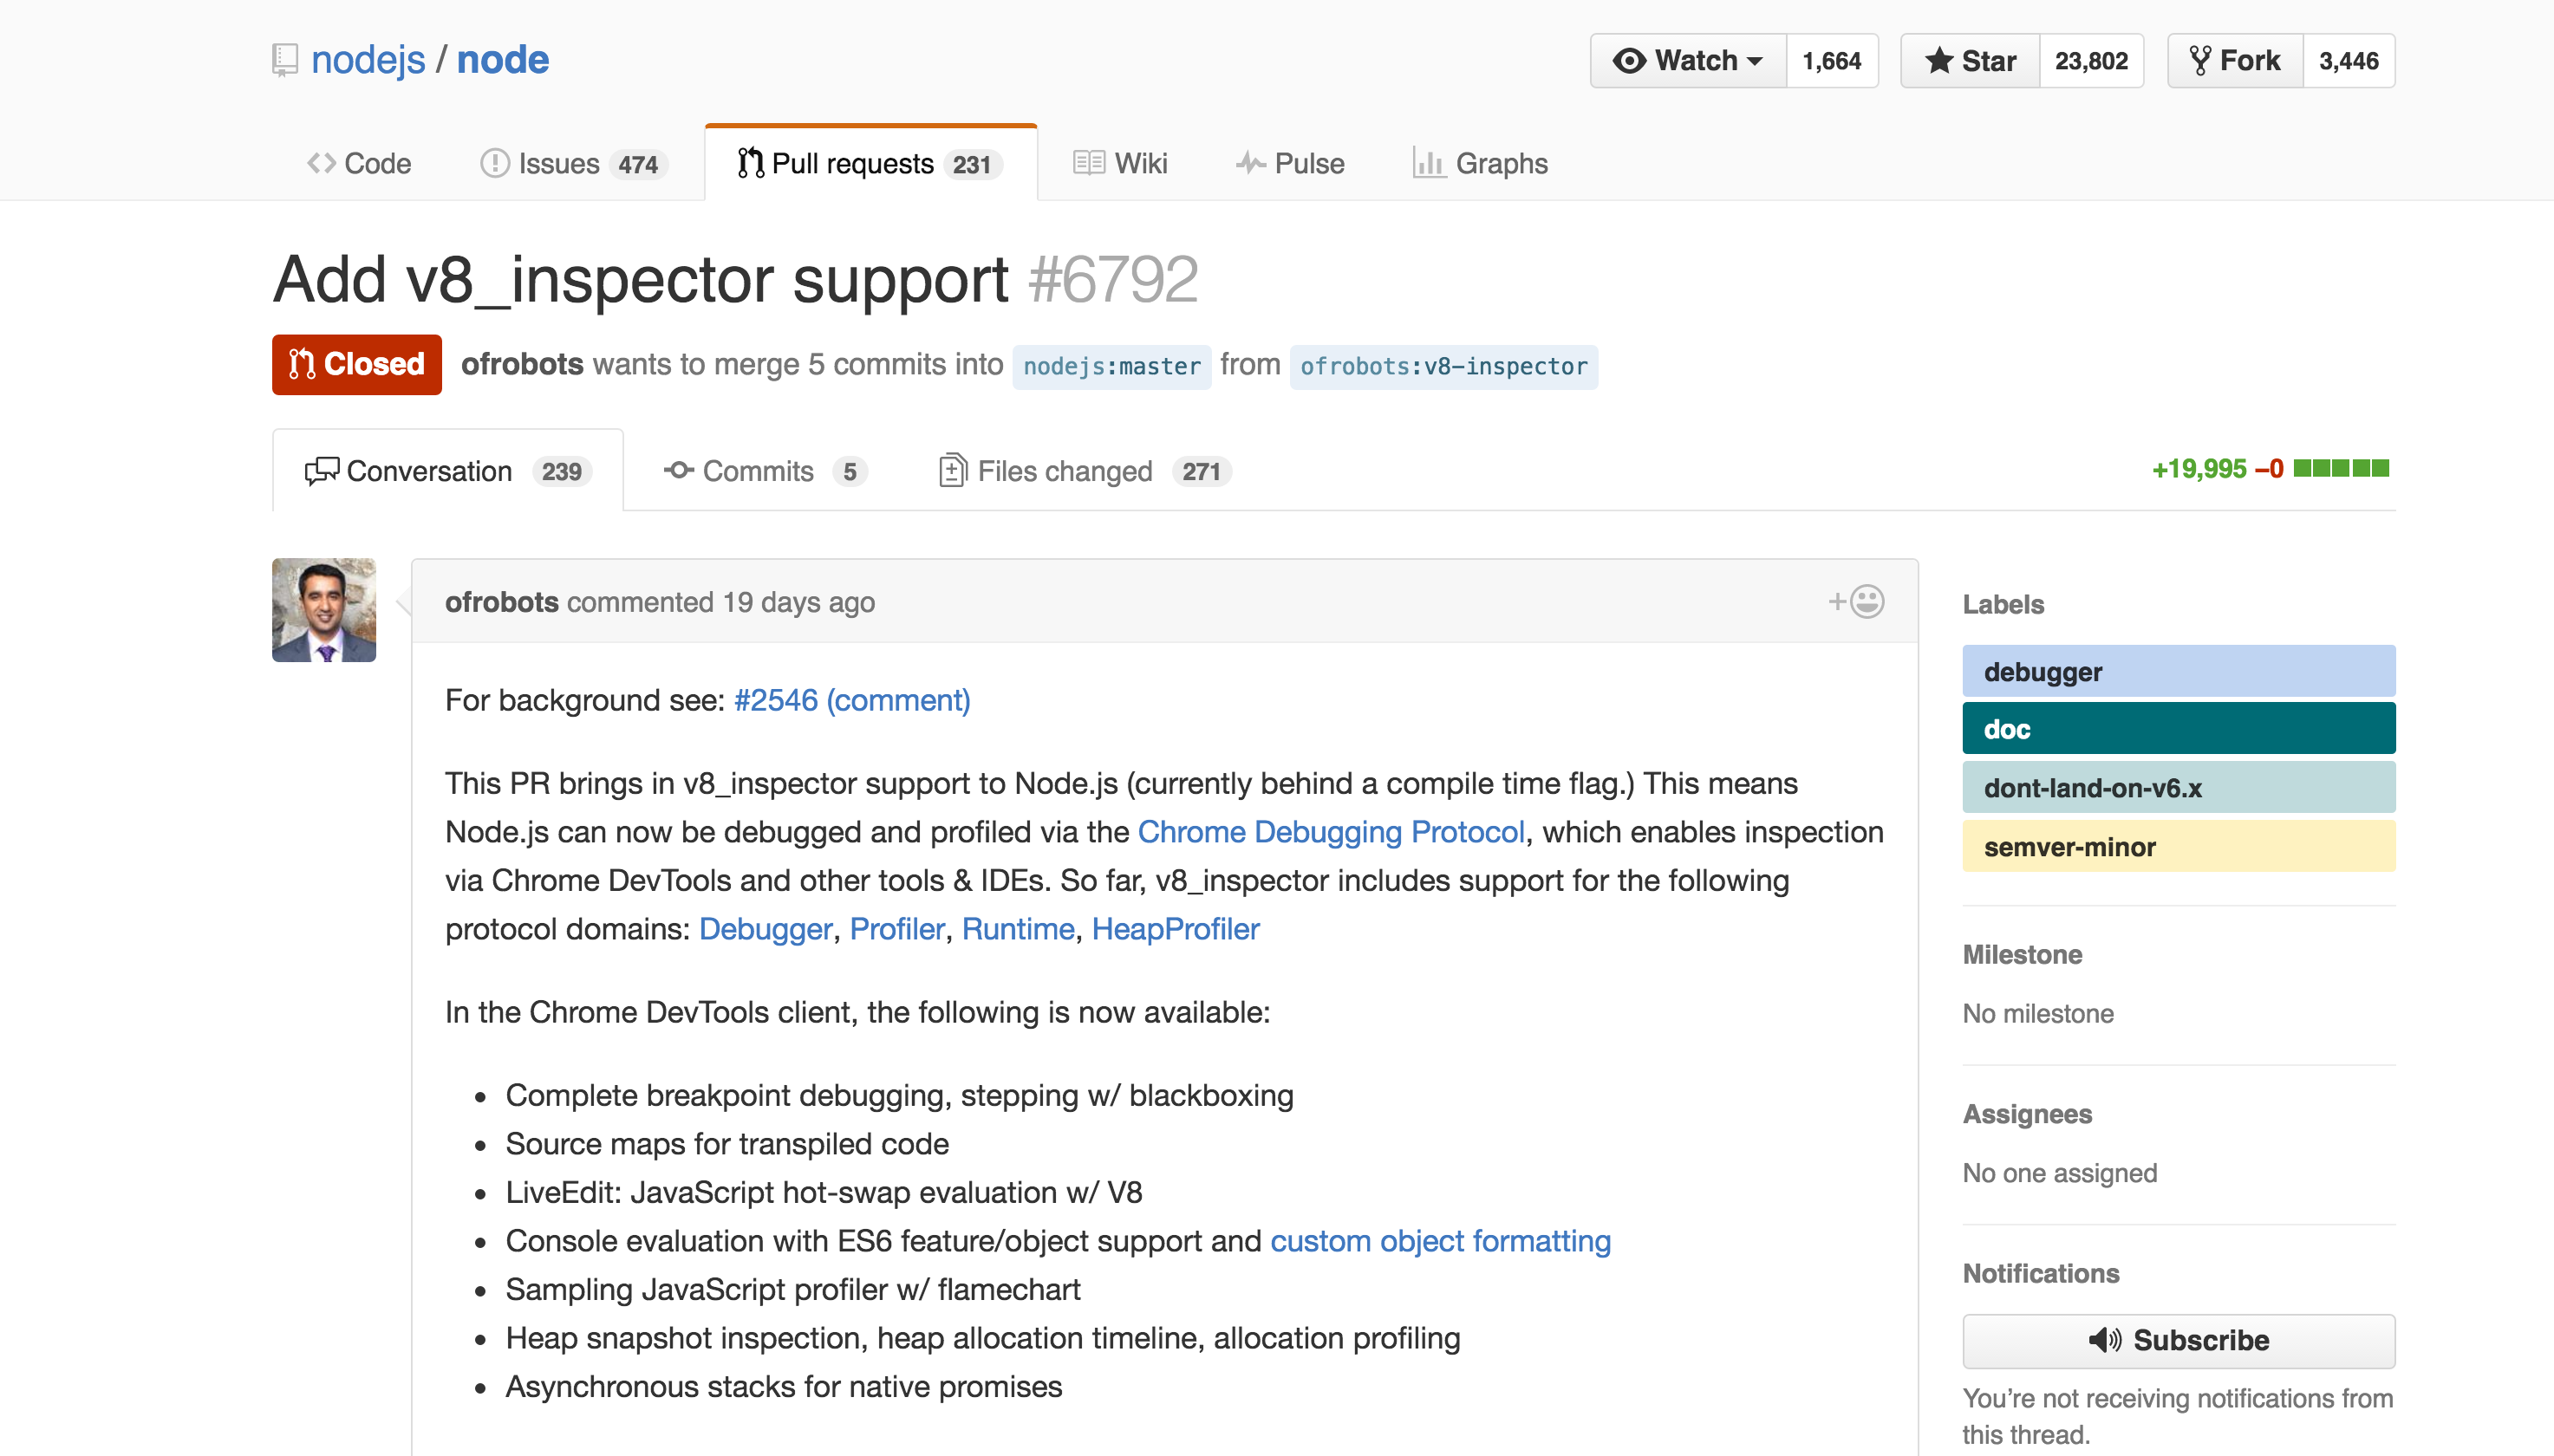 nodejs / node
Watch 1,664
Star 23,802
Fork 3,446
Code
Issues 474
Pull requests 231
Wiki
Pulse
Graphs
Add v8_inspector support #6792
Closed ofrobots wants to merge 5 commits into nodejs:master from ofrobots:v8-inspector
Conversation 239
Commits 5
Files changed 271
+19,995 −0
ofrobots commented 19 days ago
For background see: #2546 (comment)
This PR brings in v8_inspector support to Node.js (currently behind a compile time flag.) This means
Node.js can now be debugged and profiled via the Chrome Debugging Protocol, which enables inspection
via Chrome DevTools and other tools & IDEs. So far, v8_inspector includes support for the following
protocol domains: Debugger, Profiler, Runtime, HeapProfiler
In the Chrome DevTools client, the following is now available:
• Complete breakpoint debugging, stepping w/ blackboxing
• Source maps for transpiled code
• LiveEdit: JavaScript hot-swap evaluation w/ V8
• Console evaluation with ES6 feature/object support and custom object formatting
• Sampling JavaScript profiler w/ flamechart
• Heap snapshot inspection, heap allocation timeline, allocation profiling
• Asynchronous stacks for native promises
Labels
debugger
doc
dont-land-on-v6.x
semver-minor
Milestone
No milestone
Assignees
No one assigned
Notifications
Subscribe
You’re not receiving notifications from
this thread.